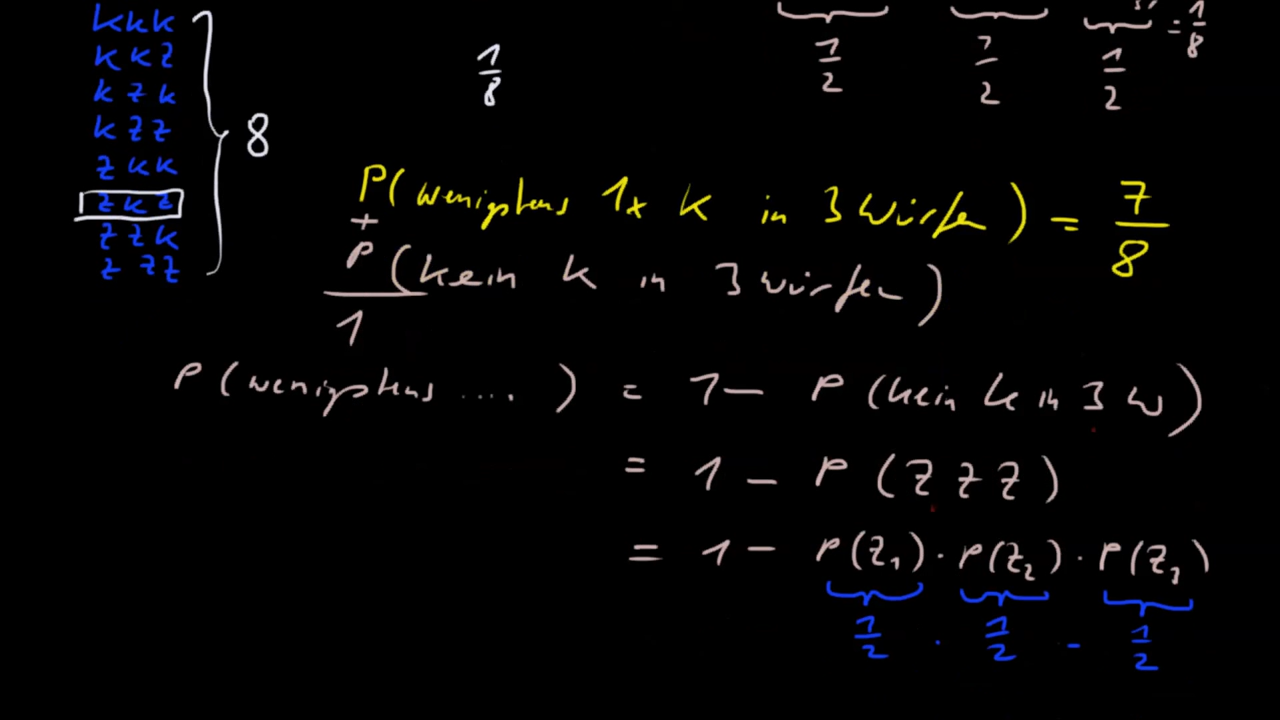 KKK
KKZ
KZK
KZZ
ZKK
ZKZ
ZZK
ZZZ
8
1/8
1/2 1/2 1/2 = 1/8
P(wenigstens 1x K in 3 Würfen) = 7/8
+
P(kein K in 3 Würfen)
1
P(wenigstens ....) = 1 - P(kein K in 3 W)
= 1 - P(ZZZ)
= 1 - P(Z₁) · P(Z₂) · P(Z₃)
1/2 · 1/2 · 1/2